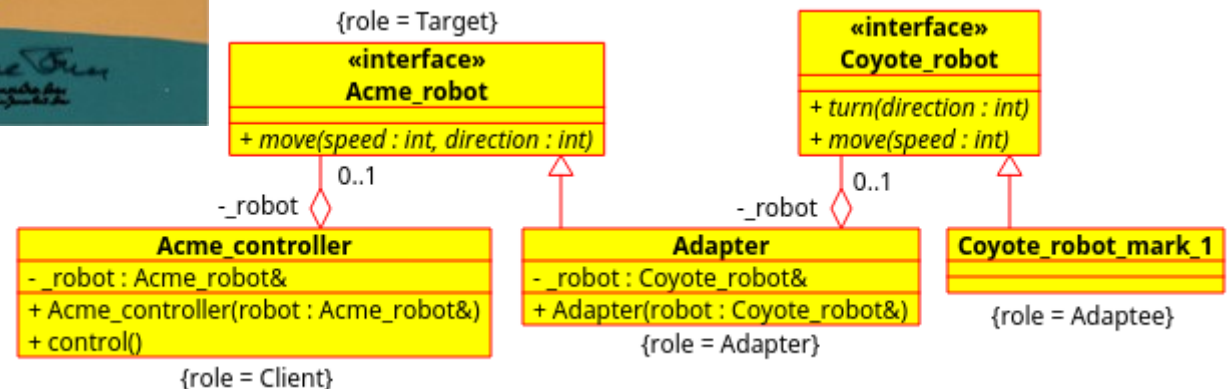 {role = Target}
«interface»
Acme_robot
+ move(speed : int, direction : int)
«interface»
Coyote_robot
+ turn(direction : int)
+ move(speed : int)
0..1
-_robot
0..1
-_robot
Acme_controller
- _robot : Acme_robot&
+ Acme_controller(robot : Acme_robot&)
+ control()
{role = Client}
Adapter
- _robot : Coyote_robot&
+ Adapter(robot : Coyote_robot&)
{role = Adapter}
Coyote_robot_mark_1
{role = Adaptee}